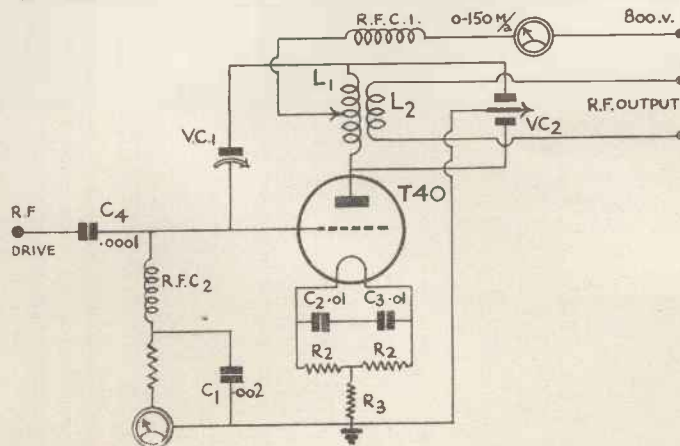 R.F.C.1.
0-150 M/a
800.v.
L1
L2
R.F. OUTPUT
VC2
V.C.1
T40
R.F
DRIVE
C4
.0001
R.F.C2
C2 .01
C3 .01
R2
R2
C1 .002
R3